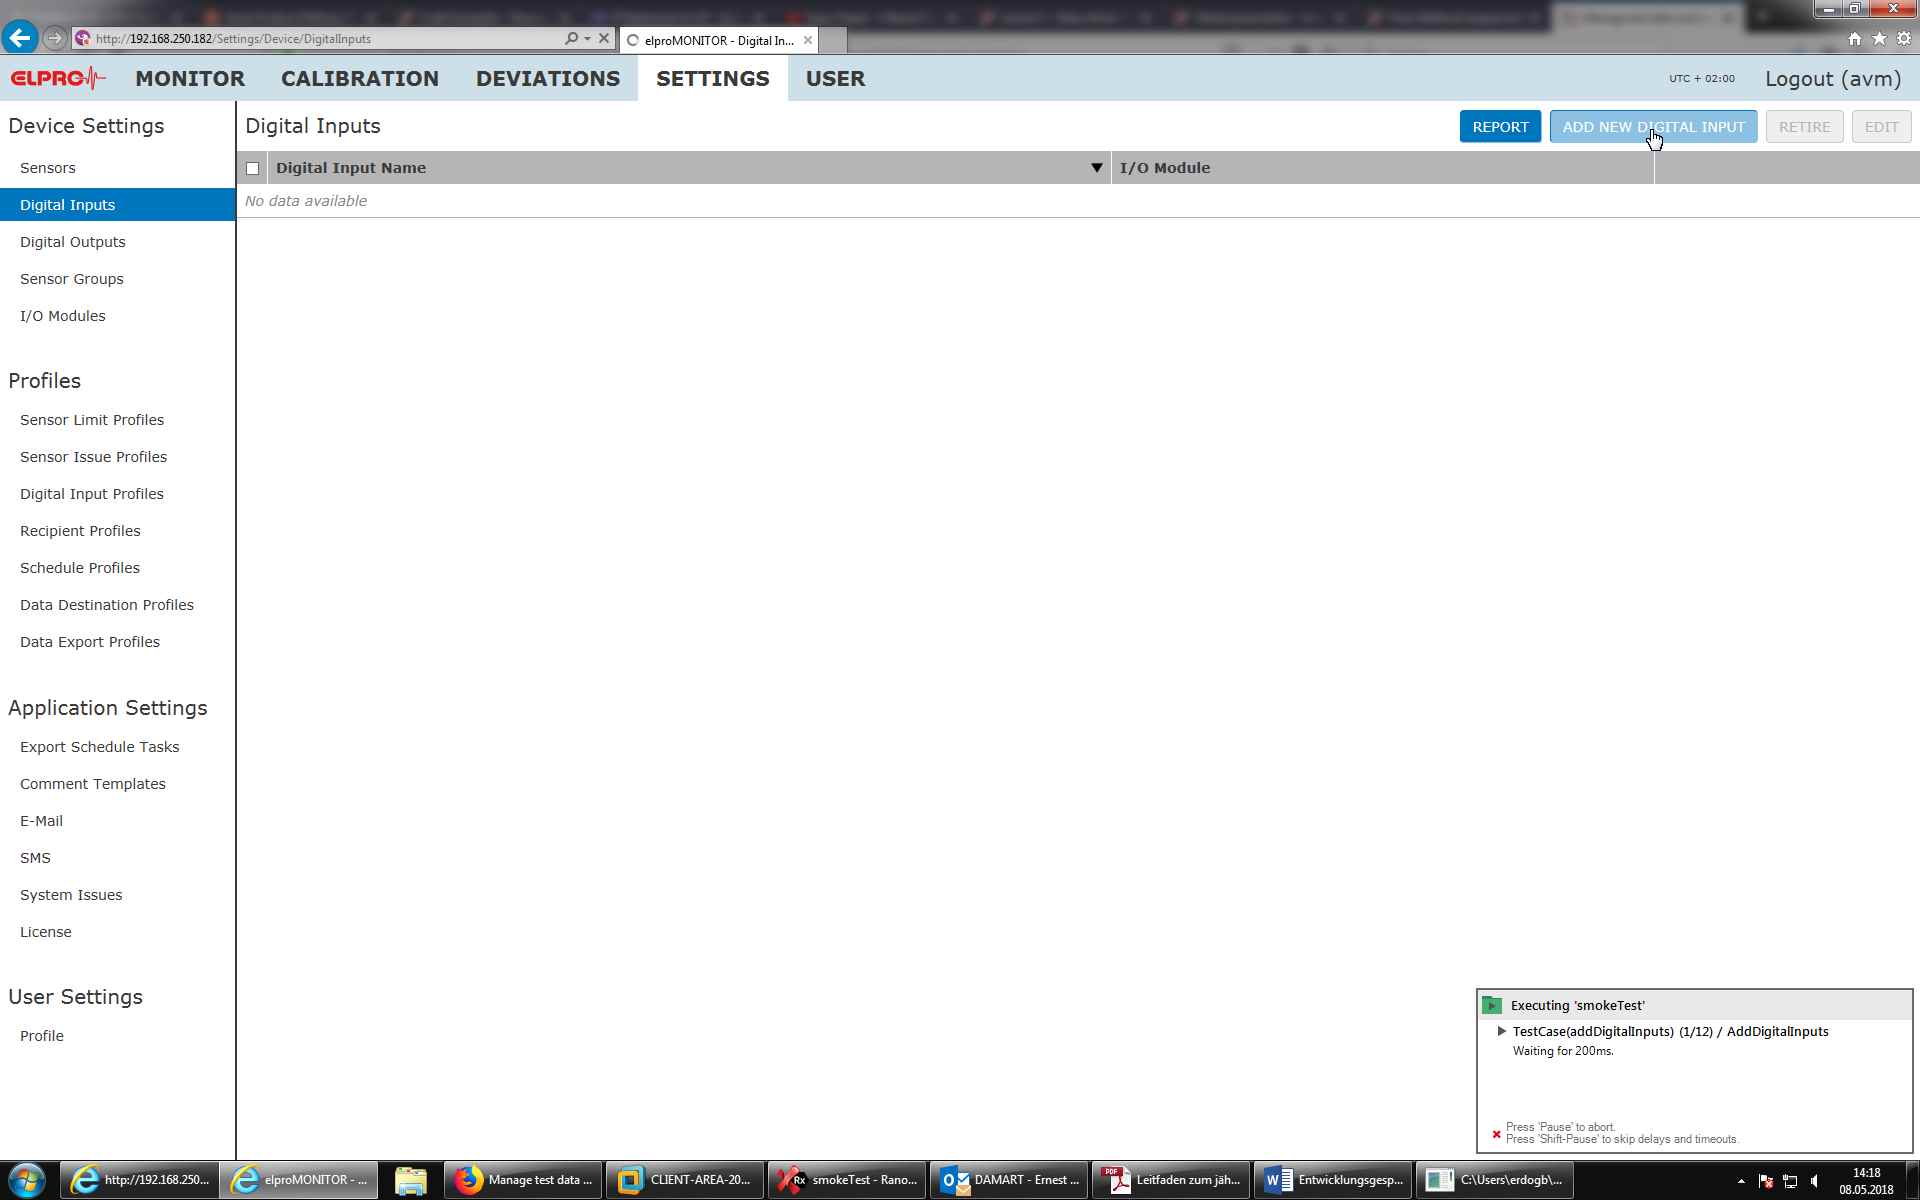 http://192.168.250.182/Settings/Device/DigitalInputs
elproMONITOR - Digital In...
ELPRO
MONITOR
CALIBRATION
DEVIATIONS
SETTINGS
USER
UTC + 02:00
Logout (avm)
Device Settings
Sensors
Digital Inputs
Digital Outputs
Sensor Groups
I/O Modules
Profiles
Sensor Limit Profiles
Sensor Issue Profiles
Digital Input Profiles
Recipient Profiles
Schedule Profiles
Data Destination Profiles
Data Export Profiles
Application Settings
Export Schedule Tasks
Comment Templates
E-Mail
SMS
System Issues
License
User Settings
Profile
Digital Inputs
REPORT
ADD NEW DIGITAL INPUT
RETIRE
EDIT
Digital Input Name
I/O Module
No data available
Executing 'smokeTest'
TestCase(addDigitalInputs) (1/12) / AddDigitalInputs
Waiting for 200ms.
Press 'Pause' to abort.
Press 'Shift-Pause' to skip delays and timeouts.
http://192.168.250...
elproMONITOR - ...
Manage test data ...
CLIENT-AREA-20...
Rx
smokeTest - Rano...
DAMART - Ernest ...
PDF
Leitfaden zum jäh...
Entwicklungsgesp...
C:\Users\erdogb\...
14:18
08.05.2018